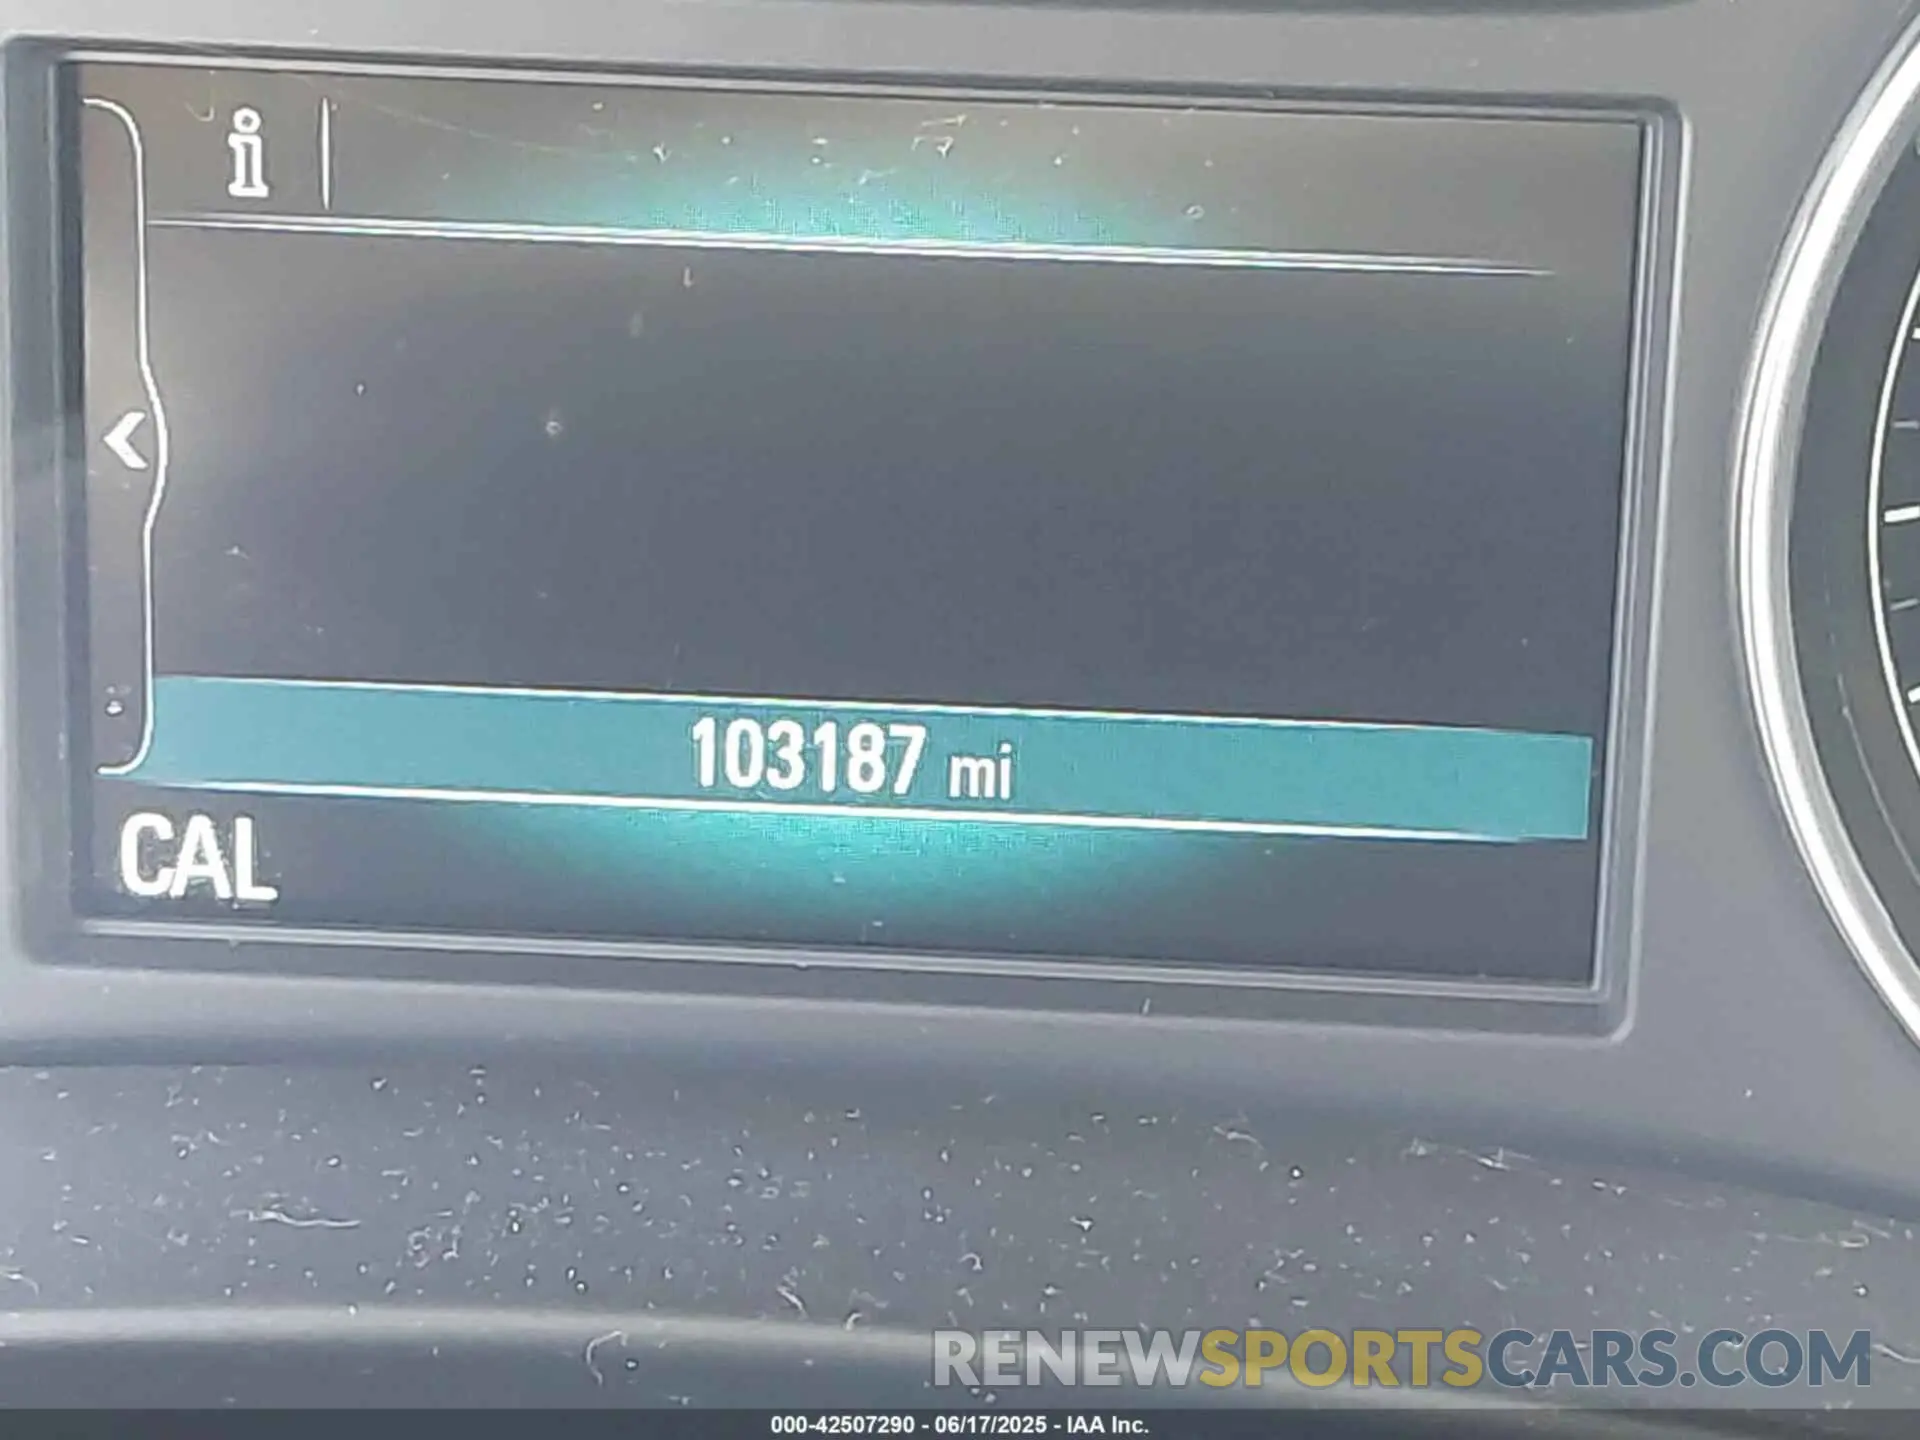 i
103187 mi
CAL
RENEWSPORTSCARS.COM
000-42507290 - 06/17/2025 - IAA Inc.